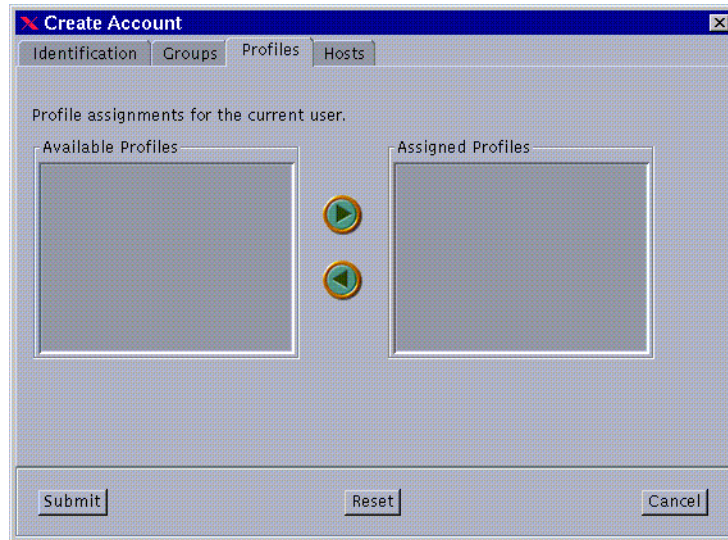 Create Account
Identification Groups Profiles Hosts
Profile assignments for the current user.
Available Profiles Assigned Profiles
Submit Reset Cancel